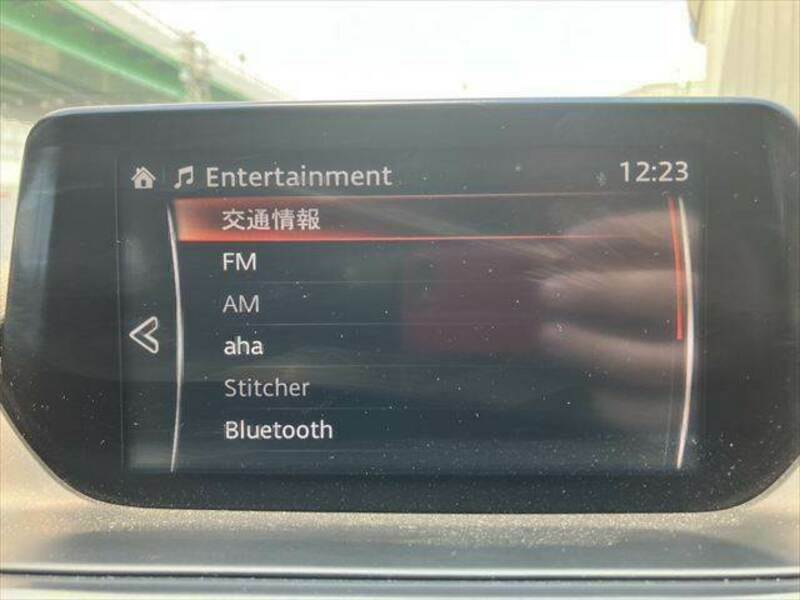 Entertainment
12:23
交通情報
FM
AM
aha
Stitcher
Bluetooth